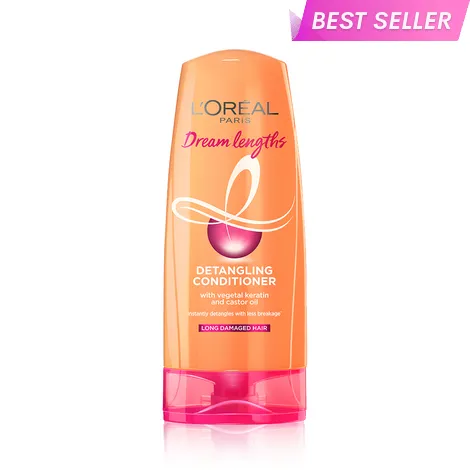 BEST SELLER
L'ORÉAL
PARIS
Dream lengths
DETANGLING
CONDITIONER
with vegetal keratin
and castor oil
Instantly detangles with less breakage*
LONG DAMAGED HAIR